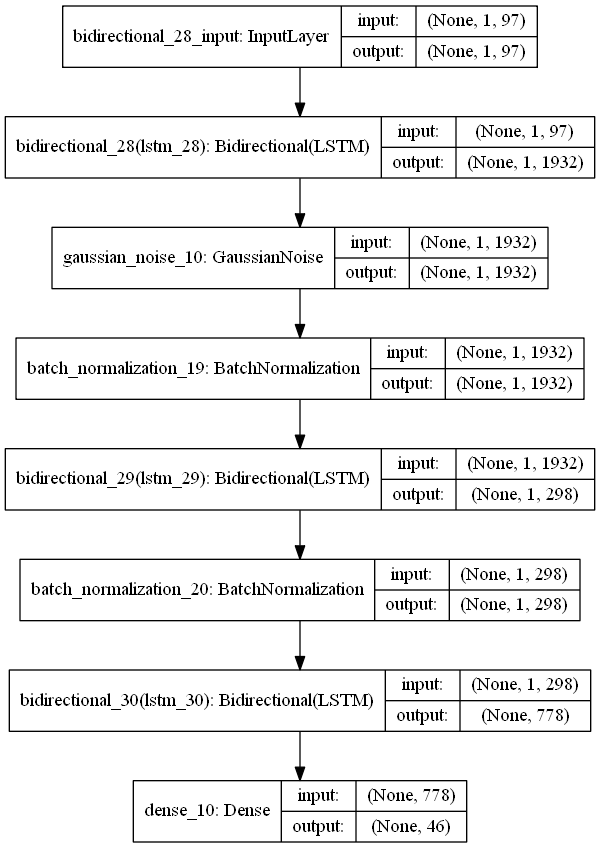 bidirectional_28_input: InputLayer
input: (None, 1, 97)
output: (None, 1, 97)
bidirectional_28(lstm_28): Bidirectional(LSTM)
input: (None, 1, 97)
output: (None, 1, 1932)
gaussian_noise_10: GaussianNoise
input: (None, 1, 1932)
output: (None, 1, 1932)
batch_normalization_19: BatchNormalization
input: (None, 1, 1932)
output: (None, 1, 1932)
bidirectional_29(lstm_29): Bidirectional(LSTM)
input: (None, 1, 1932)
output: (None, 1, 298)
batch_normalization_20: BatchNormalization
input: (None, 1, 298)
output: (None, 1, 298)
bidirectional_30(lstm_30): Bidirectional(LSTM)
input: (None, 1, 298)
output: (None, 778)
dense_10: Dense
input: (None, 778)
output: (None, 46)